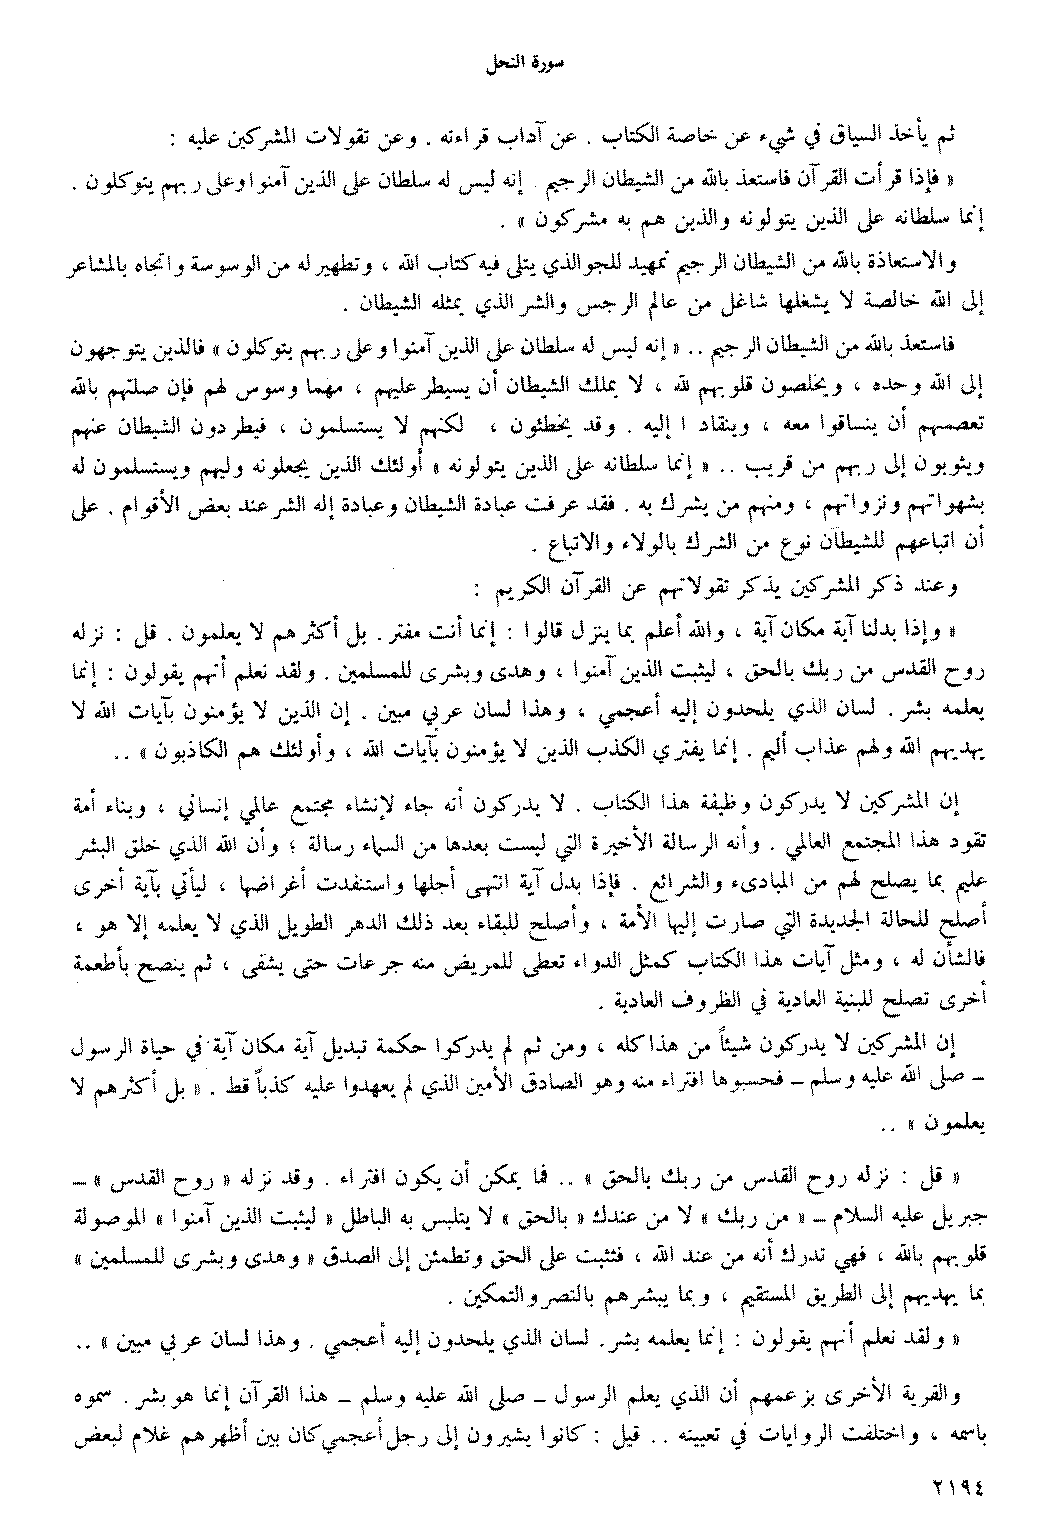 سورة النحل
ثم يأخذ السياق في شيء عن خاصة الكتاب . عن آداب قراءته . وعن تقولات المشركين عليه :
« فإذا قرأت القرآن فاستعذ بالله من الشيطان الرجيم . إنه ليس له سلطان على الذين آمنوا وعلى ربهم يتوكلون .
إنما سلطانه على الذين يتولونه والذين هم به مشركون » .
والاستعاذة بالله من الشيطان الرجيم تمهيد للجو الذي يتلى فيه كتاب الله ، وتطهير له من الوسوسة واتجاه بالمشاعر
إلى الله خالصة لا يشغلها شاغل من عالم الرجس والشر الذي يمثله الشيطان .
فاستعذ بالله من الشيطان الرجيم .. « إنه ليس له سلطان على الذين آمنوا وعلى ربهم يتوكلون » فالذين يتوجهون
إلى الله وحده ، ويخلصون قلوبهم لله ، لا يملك الشيطان أن يسيطر عليهم ، مهما وسوس لهم فإن صلتهم بالله
تعصمهم أن ينساقوا معه ، وينقاد ا إليه . وقد يخطئون ، لكنهم لا يستسلمون ، فيطردون الشيطان عنهم
ويثوبون إلى ربهم من قريب .. « إنما سلطانه على الذين يتولونه » أولئك الذين يجعلونه وليهم ويستسلمون له
بشهواتهم ونزواتهم ، ومنهم من يشرك به . فقد عرفت عبادة الشيطان وعبادة إله الشر عند بعض الأقوام . على
أن اتباعهم للشيطان نوع من الشرك بالولاء والاتباع .
وعند ذكر المشركين يذكر تقولاتهم عن القرآن الكريم :
« وإذا بدلنا آية مكان آية ، والله أعلم بما ينزل قالوا : إنما أنت مفتر . بل أكثرهم لا يعلمون . قل : نزله
روح القدس من ربك بالحق ، ليثبت الذين آمنوا ، وهدى وبشرى للمسلمين . ولقد نعلم أنهم يقولون : إنما
يعلمه بشر . لسان الذي يلحدون إليه أعجمي ، وهذا لسان عربي مبين . إن الذين لا يؤمنون بآيات الله لا
يهديهم الله ولهم عذاب أليم . إنما يفتري الكذب الذين لا يؤمنون بآيات الله ، وأولئك هم الكاذبون » ..
إن المشركين لا يدركون وظيفة هذا الكتاب . لا يدركون أنه جاء لإنشاء مجتمع عالمي إنساني ، وبناء أمة
تقود هذا المجتمع العالمي . وأنه الرسالة الأخيرة التي ليست بعدها من السماء رسالة ؛ وأن الله الذي خلق البشر
عليم بما يصلح لهم من المبادىء والشرائع . فإذا بدل آية انتهى أجلها واستنفدت أغراضها ، ليأتي بآية أخرى
أصلح للحالة الجديدة التي صارت إليها الأمة ، وأصلح للبقاء بعد ذلك الدهر الطويل الذي لا يعلمه إلا هو ،
فالشأن له ، ومثل آيات هذا الكتاب كمثل الدواء تعطى للمريض منه جرعات حتى يشفى ، ثم ينصح بأطعمة
أخرى تصلح للبنية العادية في الظروف العادية .
إن المشركين لا يدركون شيئاً من هذا كله ، ومن ثم لم يدركوا حكمة تبديل آية مكان آية في حياة الرسول
– صلى الله عليه وسلم – فحسبوها افتراء منه وهو الصادق الأمين الذي لم يعهدوا عليه كذباً قط . « بل أكثرهم لا
يعلمون » ..
« قل : نزله روح القدس من ربك بالحق » .. فما يمكن أن يكون افتراء . وقد نزله « روح القدس » –
جبريل عليه السلام – « من ربك » لا من عندك « بالحق » لا يتلبس به الباطل « ليثبت الذين آمنوا » الموصولة
قلوبهم بالله ، فهي تدرك أنه من عند الله ، فتثبت على الحق وتطمئن إلى الصدق « وهدى وبشرى للمسلمين »
بما يهديهم إلى الطريق المستقيم ، وبما يبشرهم بالنصر والتمكين .
« ولقد نعلم أنهم يقولون : إنما يعلمه بشر . لسان الذي يلحدون إليه أعجمي . وهذا لسان عربي مبين » ..
والفرية الأخرى بزعمهم أن الذي يعلم الرسول – صلى الله عليه وسلم – هذا القرآن إنما هو بشر . سموه
باسمه ، واختلفت الروايات في تعيينه .. قيل : كانوا يشيرون إلى رجل أعجمي كان بين أظهرهم غلام لبعض
٢١٩٤